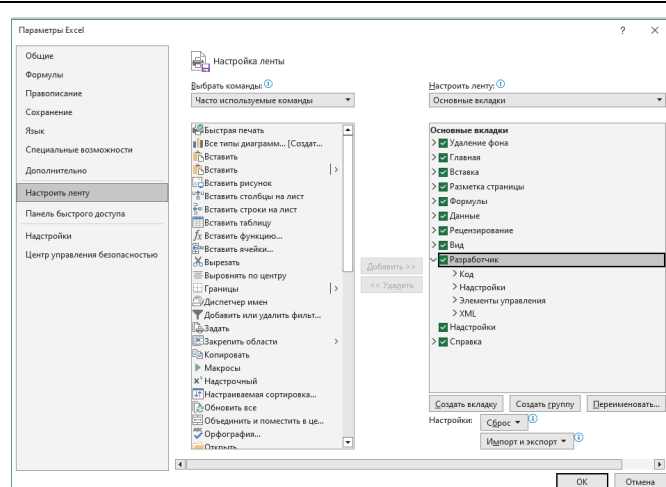 Параметры Excel
?
Общие
Формулы
Правописание
Сохранение
Язык
Специальные возможности
Дополнительно
Настроить ленту
Панель быстрого доступа
Надстройки
Центр управления безопасностью
Настройка ленты
Выбрать команды:
Часто используемые команды
Быстрая печать
Все типы диаграмм... [Создат...
Вставить
Вставить
Вставить рисунок
Вставить столбцы на лист
Вставить строки на лист
Вставить таблицу
Вставить функцию...
Вставить ячейки...
Вырезать
Выровнять по центру
Границы
Диспетчер имен
Добавить или удалить фильт...
Задать
Закрепить области
Копировать
Макросы
Надстрочный
Настраиваемая сортировка...
Обновить все
Объединить и поместить в це...
Орфография...
Открыть
Добавить >>
<< Удалить
Настроить ленту:
Основные вкладки
Основные вкладки
Удаление фона
Главная
Вставка
Разметка страницы
Формулы
Данные
Рецензирование
Вид
Разработчик
Код
Надстройки
Элементы управления
XML
Надстройки
Справка
Создать вкладку Создать группу Переименовать...
Настройки: Сброс
Импорт и экспорт
ОК Отмена